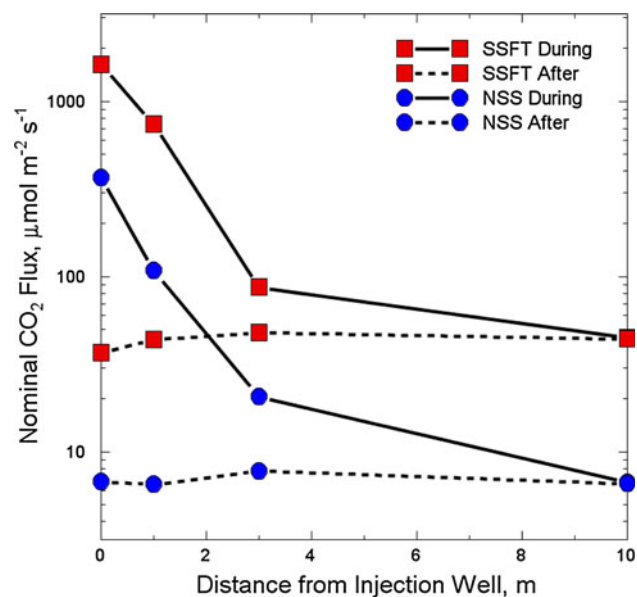 SSFT During
SSFT After
NSS During
NSS After
1000
100
10
Nominal CO₂ Flux, μmol m⁻² s⁻¹
0 2 4 6 8 10
Distance from Injection Well, m